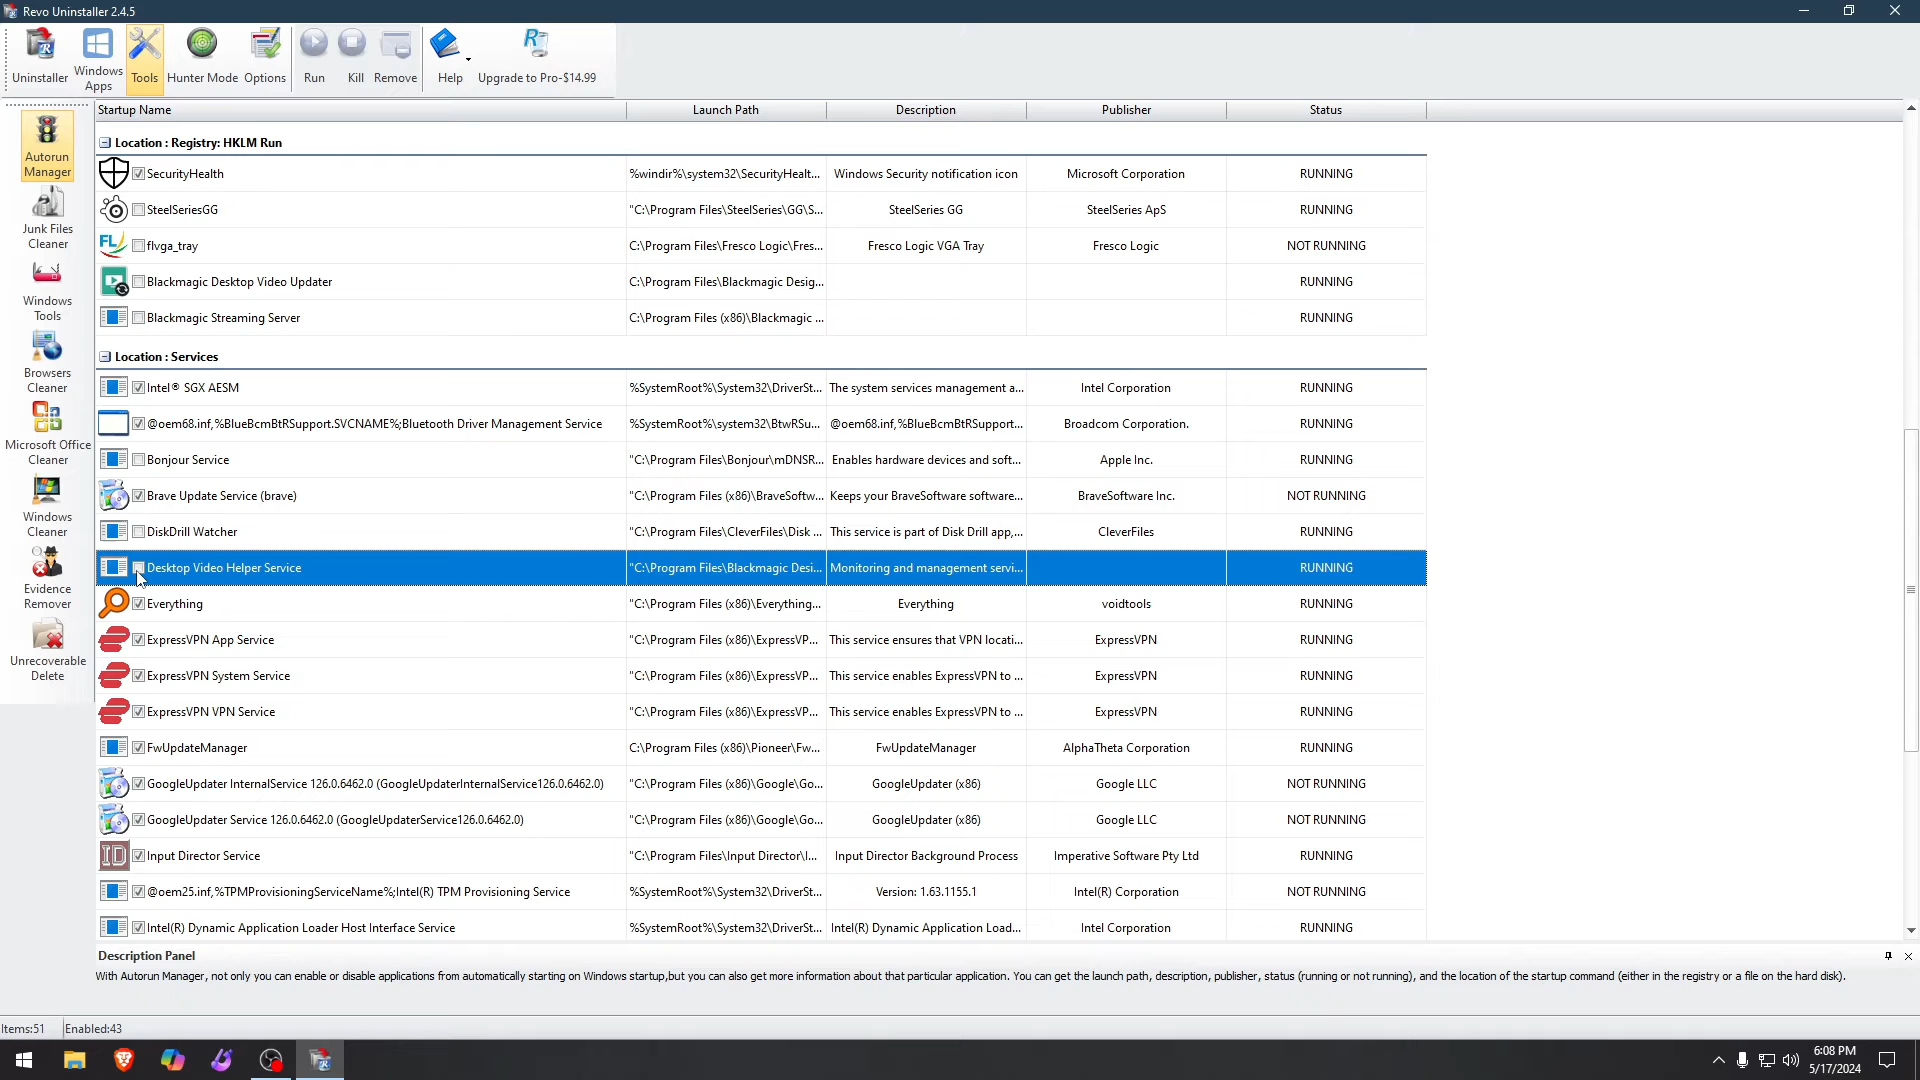 Revo Uninstaller 2.4.5
Uninstaller
Windows Apps
Tools
Hunter Mode
Options
Run
Kill
Remove
Help
Upgrade to Pro-$14.99
Autorun Manager
Junk Files Cleaner
Windows Tools
Browsers Cleaner
Microsoft Office Cleaner
Windows Cleaner
Evidence Remover
Unrecoverable Delete
Startup Name Launch Path Description Publisher Status
Location : Registry: HKLM Run
SecurityHealth %windir%\system32\SecurityHealt... Windows Security notification icon Microsoft Corporation RUNNING
SteelSeriesGG "C:\Program Files\SteelSeries\GG\S... SteelSeries GG SteelSeries ApS RUNNING
FL flvga_tray C:\Program Files\Fresco Logic\Fres... Fresco Logic VGA Tray Fresco Logic NOT RUNNING
Blackmagic Desktop Video Updater C:\Program Files\Blackmagic Desig... RUNNING
Blackmagic Streaming Server C:\Program Files (x86)\Blackmagic ... RUNNING
Location : Services
Intel® SGX AESM %SystemRoot%\System32\DriverSt... The system services management a... Intel Corporation RUNNING
@oem68.inf,%BlueBcmBtRSupport.SVCNAME%;Bluetooth Driver Management Service %SystemRoot%\system32\BtwRSu... @oem68.inf,%BlueBcmBtRSupport... Broadcom Corporation. RUNNING
Bonjour Service "C:\Program Files\Bonjour\mDNSR... Enables hardware devices and soft... Apple Inc. RUNNING
Brave Update Service (brave) "C:\Program Files (x86)\BraveSoftw... Keeps your BraveSoftware software... BraveSoftware Inc. NOT RUNNING
DiskDrill Watcher "C:\Program Files\CleverFiles\Disk ... This service is part of Disk Drill app,... CleverFiles RUNNING
Desktop Video Helper Service "C:\Program Files\Blackmagic Desi... Monitoring and management servi... RUNNING
Everything "C:\Program Files (x86)\Everything... Everything voidtools RUNNING
ExpressVPN App Service "C:\Program Files (x86)\ExpressVP... This service ensures that VPN locati... ExpressVPN RUNNING
ExpressVPN System Service "C:\Program Files (x86)\ExpressVP... This service enables ExpressVPN to ... ExpressVPN RUNNING
ExpressVPN VPN Service "C:\Program Files (x86)\ExpressVP... This service enables ExpressVPN to ... ExpressVPN RUNNING
FwUpdateManager C:\Program Files (x86)\Pioneer\Fw... FwUpdateManager AlphaTheta Corporation RUNNING
GoogleUpdater InternalService 126.0.6462.0 (GoogleUpdaterInternalService126.0.6462.0) "C:\Program Files (x86)\Google\Go... GoogleUpdater (x86) Google LLC NOT RUNNING
GoogleUpdater Service 126.0.6462.0 (GoogleUpdaterService126.0.6462.0) "C:\Program Files (x86)\Google\Go... GoogleUpdater (x86) Google LLC NOT RUNNING
ID Input Director Service "C:\Program Files\Input Director\I... Input Director Background Process Imperative Software Pty Ltd RUNNING
@oem25.inf,%TPMProvisioningServiceName%;Intel(R) TPM Provisioning Service %SystemRoot%\System32\DriverSt... Version: 1.63.1155.1 Intel(R) Corporation NOT RUNNING
Intel(R) Dynamic Application Loader Host Interface Service %SystemRoot%\System32\DriverSt... Intel(R) Dynamic Application Load... Intel Corporation RUNNING
Description Panel
With Autorun Manager, not only you can enable or disable applications from automatically starting on Windows startup,but you can also get more information about that particular application. You can get the launch path, description, publisher, status (running or not running), and the location of the startup command (either in the registry or a file on the hard disk).
Items:51 Enabled:43
6:08 PM
5/17/2024